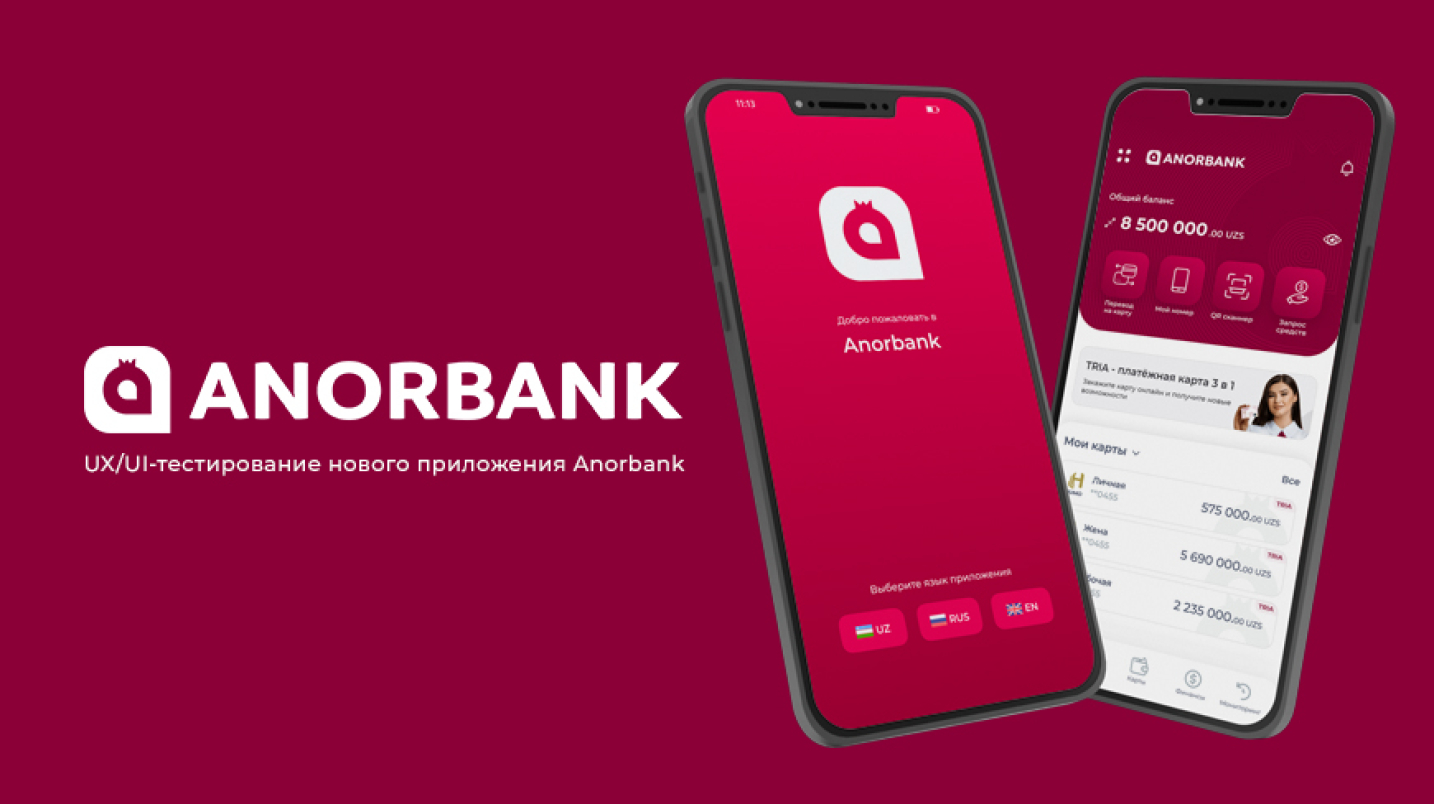 ANORBANK
UX/UI-тестирование нового приложения Anorbank
11:13
Добро пожаловать в
Anorbank
Выберите язык приложения
UZ
RUS
EN
ANORBANK
Общий баланс
8 500 000.00 UZS
Перевод
на карту
Мой номер
QR сканнер
Запрос
средств
TRIA - платёжная карта 3 в 1
Закажите карту онлайн и получите новые
возможности
Мои карты
Все
Личная
**0455
TRIA
575 000.00 UZS
Жена
**0455
TRIA
5 690 000.00 UZS
бочая
55
TRIA
2 235 000.00 UZS
Карты
Финансы
Мониторинг